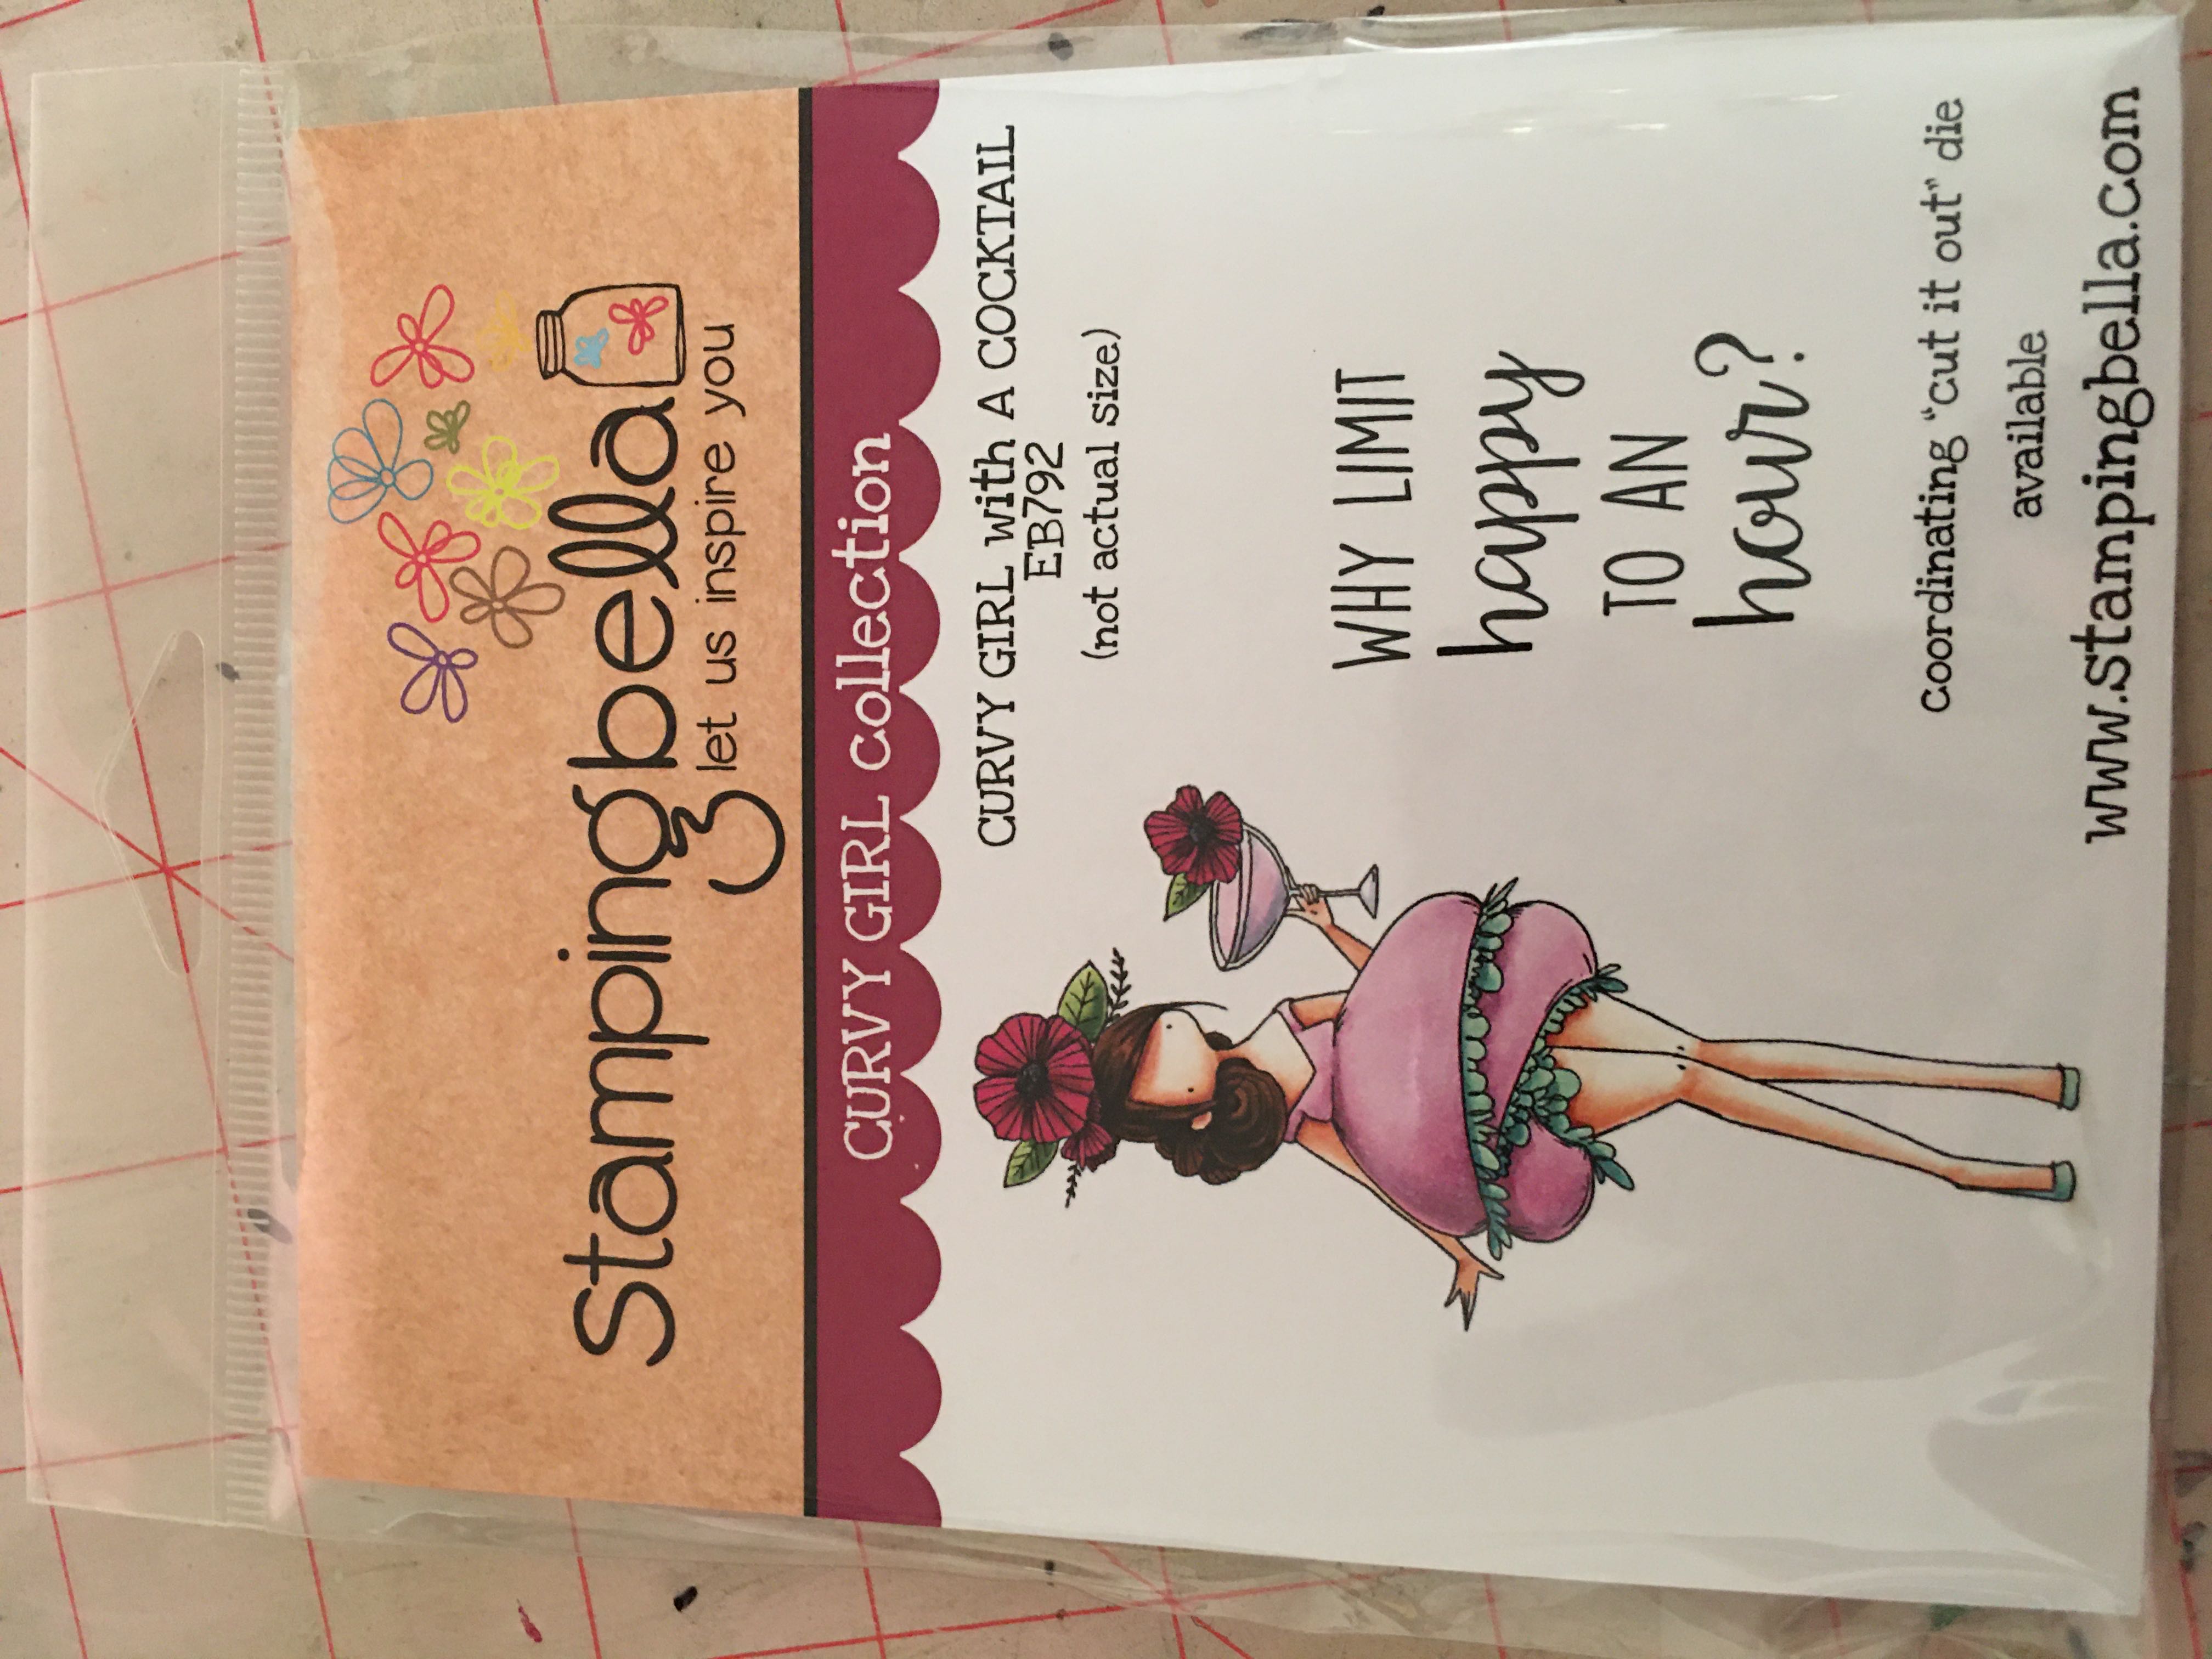 stampingbella
let us inspire you
CURVY GIRL collection
CURVY GIRL with A COCKTAIL
EB792
(not actual size)
WHY LIMIT
happy
TO AN
hour?
coordinating "cut it out" die
available
www.stampingbella.com